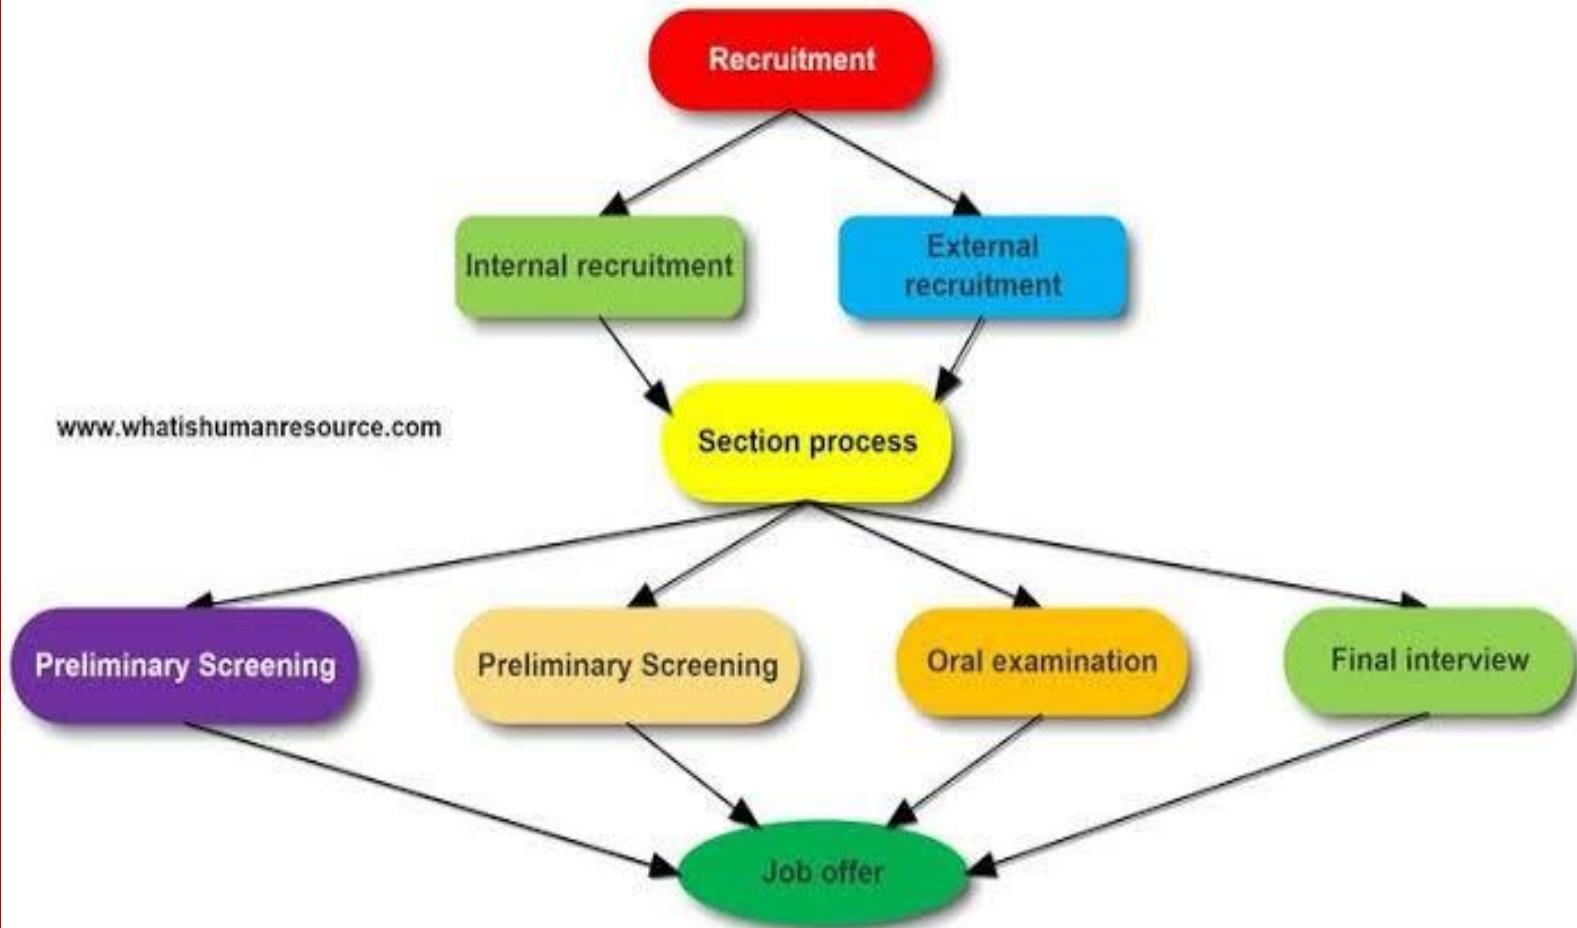 Recruitment
Internal recruitment
External
recruitment
www.whatishumanresource.com
Section process
Preliminary Screening
Preliminary Screening
Oral examination
Final interview
Job offer